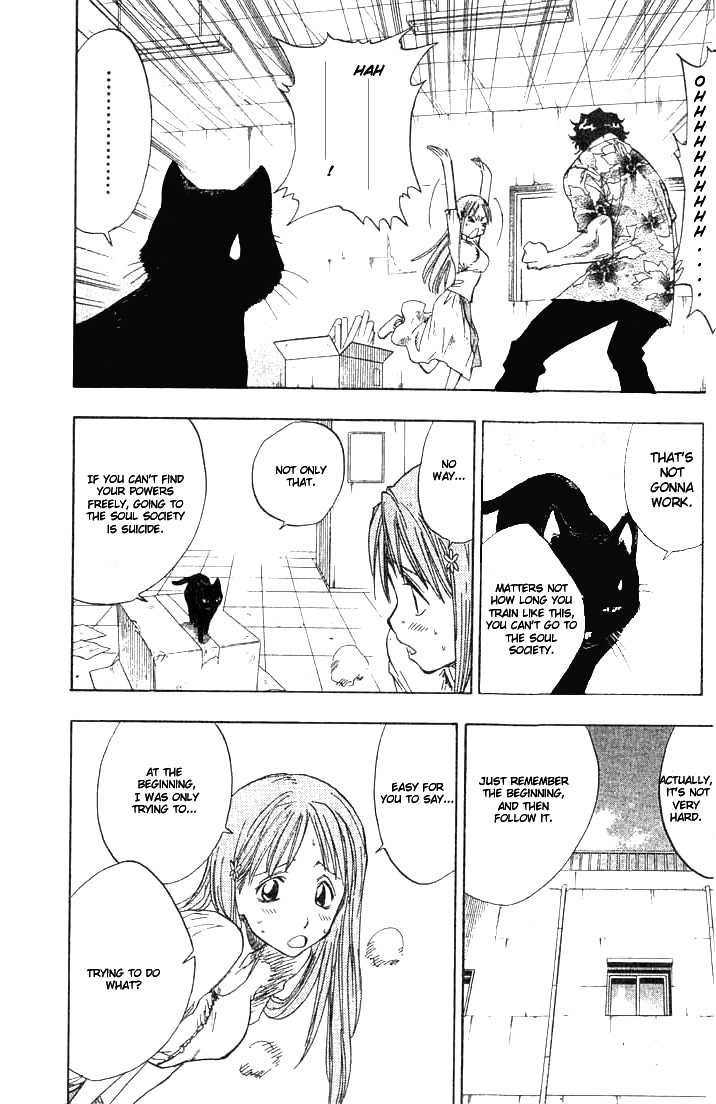 OHHHHHHHHHH....
HAH
!
..........
THAT'S
NOT
GONNA
WORK.
MATTERS NOT
HOW LONG YOU
TRAIN LIKE THIS,
YOU CAN'T GO TO
THE SOUL
SOCIETY.
NO
WAY...
NOT ONLY
THAT.
IF YOU CAN'T FIND
YOUR POWERS
FREELY, GOING TO
THE SOUL SOCIETY
IS SUICIDE.
ACTUALLY,
IT'S NOT
VERY
HARD.
JUST REMEMBER
THE BEGINNING,
AND THEN
FOLLOW IT.
EASY FOR
YOU TO SAY...
AT THE
BEGINNING,
I WAS ONLY
TRYING TO...
TRYING TO DO
WHAT?